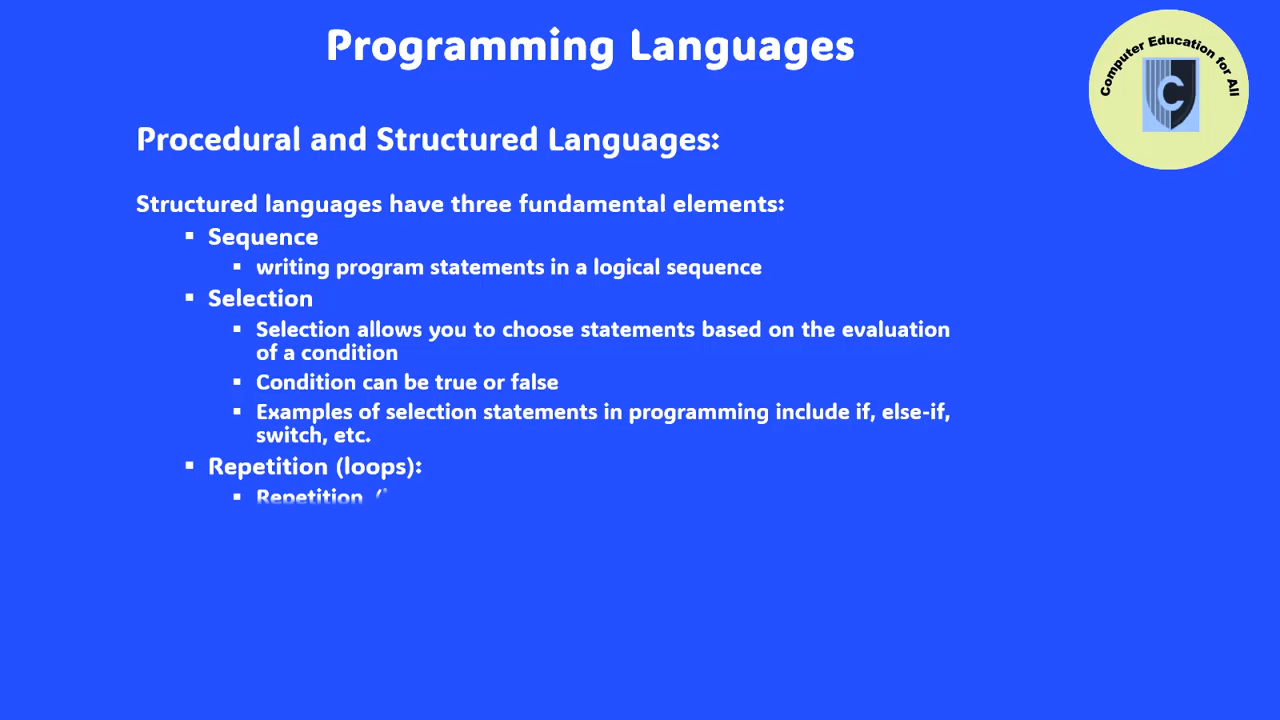 Programming Languages
Computer Education for All
C
Procedural and Structured Languages:
Structured languages have three fundamental elements:
▪ Sequence
▪ writing program statements in a logical sequence
▪ Selection
▪ Selection allows you to choose statements based on the evaluation
of a condition
▪ Condition can be true or false
▪ Examples of selection statements in programming include if, else-if,
switch, etc.
▪ Repetition (loops):
▪ Repetition